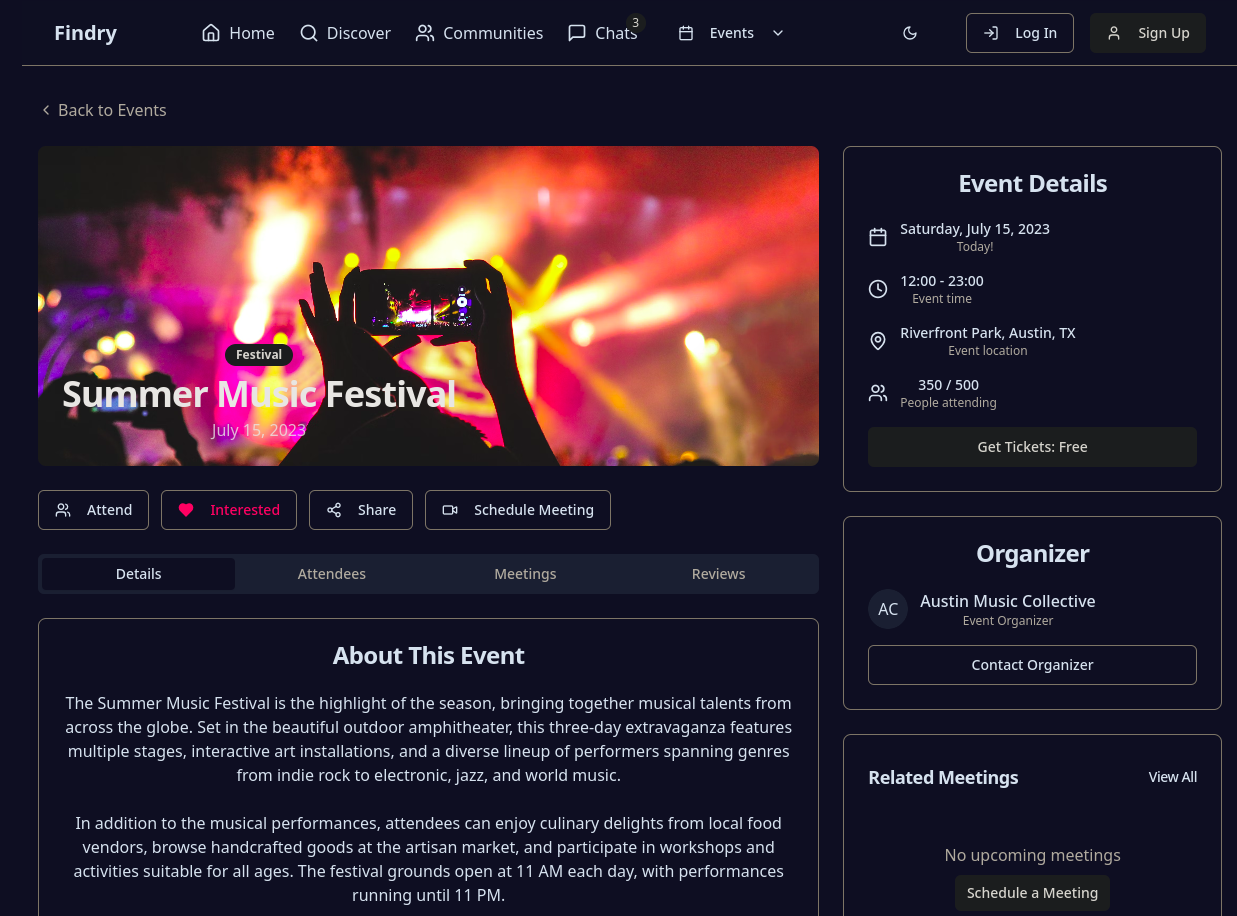 Findry
Home
Discover
Communities
Chats
3
Events
Log In
Sign Up
Back to Events
Festival
Summer Music Festival
July 15, 2023
Attend
Interested
Share
Schedule Meeting
Details
Attendees
Meetings
Reviews
About This Event
The Summer Music Festival is the highlight of the season, bringing together musical talents from
across the globe. Set in the beautiful outdoor amphitheater, this three-day extravaganza features
multiple stages, interactive art installations, and a diverse lineup of performers spanning genres
from indie rock to electronic, jazz, and world music.
In addition to the musical performances, attendees can enjoy culinary delights from local food
vendors, browse handcrafted goods at the artisan market, and participate in workshops and
activities suitable for all ages. The festival grounds open at 11 AM each day, with performances
running until 11 PM.
Event Details
Saturday, July 15, 2023
Today!
12:00 - 23:00
Event time
Riverfront Park, Austin, TX
Event location
350 / 500
People attending
Get Tickets: Free
Organizer
AC
Austin Music Collective
Event Organizer
Contact Organizer
Related Meetings
View All
No upcoming meetings
Schedule a Meeting